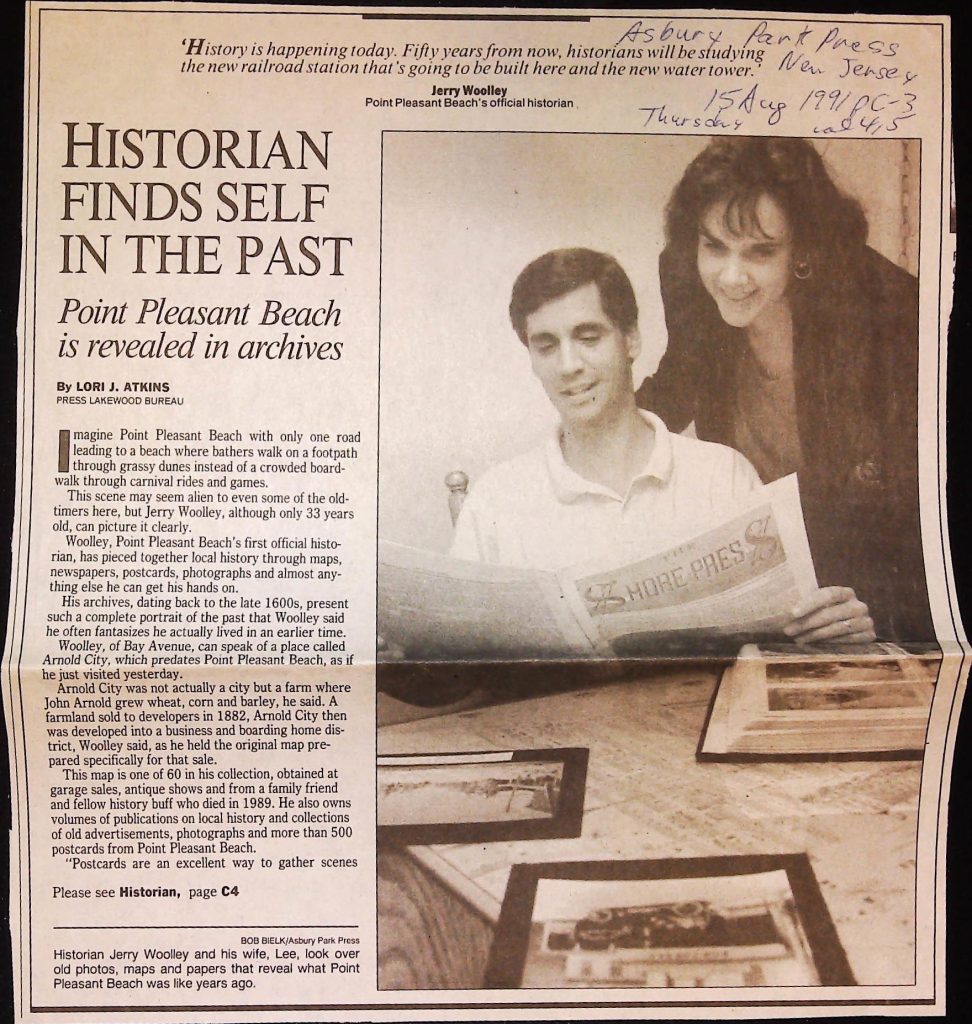 'History is happening today. Fifty years from now, historians will be studying
the new railroad station that's going to be built here and the new water tower.'
Jerry Woolley
Point Pleasant Beach's official historian
Asbury Park Press
New Jersey
15 Aug 1991 pC-3
Thursday
col 4,5
HISTORIAN
FINDS SELF
IN THE PAST
Point Pleasant Beach
is revealed in archives
By LORI J. ATKINS
PRESS LAKEWOOD BUREAU
Imagine Point Pleasant Beach with only one road
leading to a beach where bathers walk on a footpath
through grassy dunes instead of a crowded board-
walk through carnival rides and games.
This scene may seem alien to even some of the old-
timers here, but Jerry Woolley, although only 33 years
old, can picture it clearly.
Woolley, Point Pleasant Beach's first official histo-
rian, has pieced together local history through maps,
newspapers, postcards, photographs and almost any-
thing else he can get his hands on.
His archives, dating back to the late 1600s, present
such a complete portrait of the past that Woolley said
he often fantasizes he actually lived in an earlier time.
Woolley, of Bay Avenue, can speak of a place called
Arnold City, which predates Point Pleasant Beach, as if
he just visited yesterday.
Arnold City was not actually a city but a farm where
John Arnold grew wheat, corn and barley, he said. A
farmland sold to developers in 1882, Arnold City then
was developed into a business and boarding home dis-
trict, Woolley said, as he held the original map pre-
pared specifically for that sale.
This map is one of 60 in his collection, obtained at
garage sales, antique shows and from a family friend
and fellow history buff who died in 1989. He also owns
volumes of publications on local history and collections
of old advertisements, photographs and more than 500
postcards from Point Pleasant Beach.
"Postcards are an excellent way to gather scenes
Please see Historian, page C4
THE
SHORE PRESS
BOB BIELK/Asbury Park Press
Historian Jerry Woolley and his wife, Lee, look over
old photos, maps and papers that reveal what Point
Pleasant Beach was like years ago.